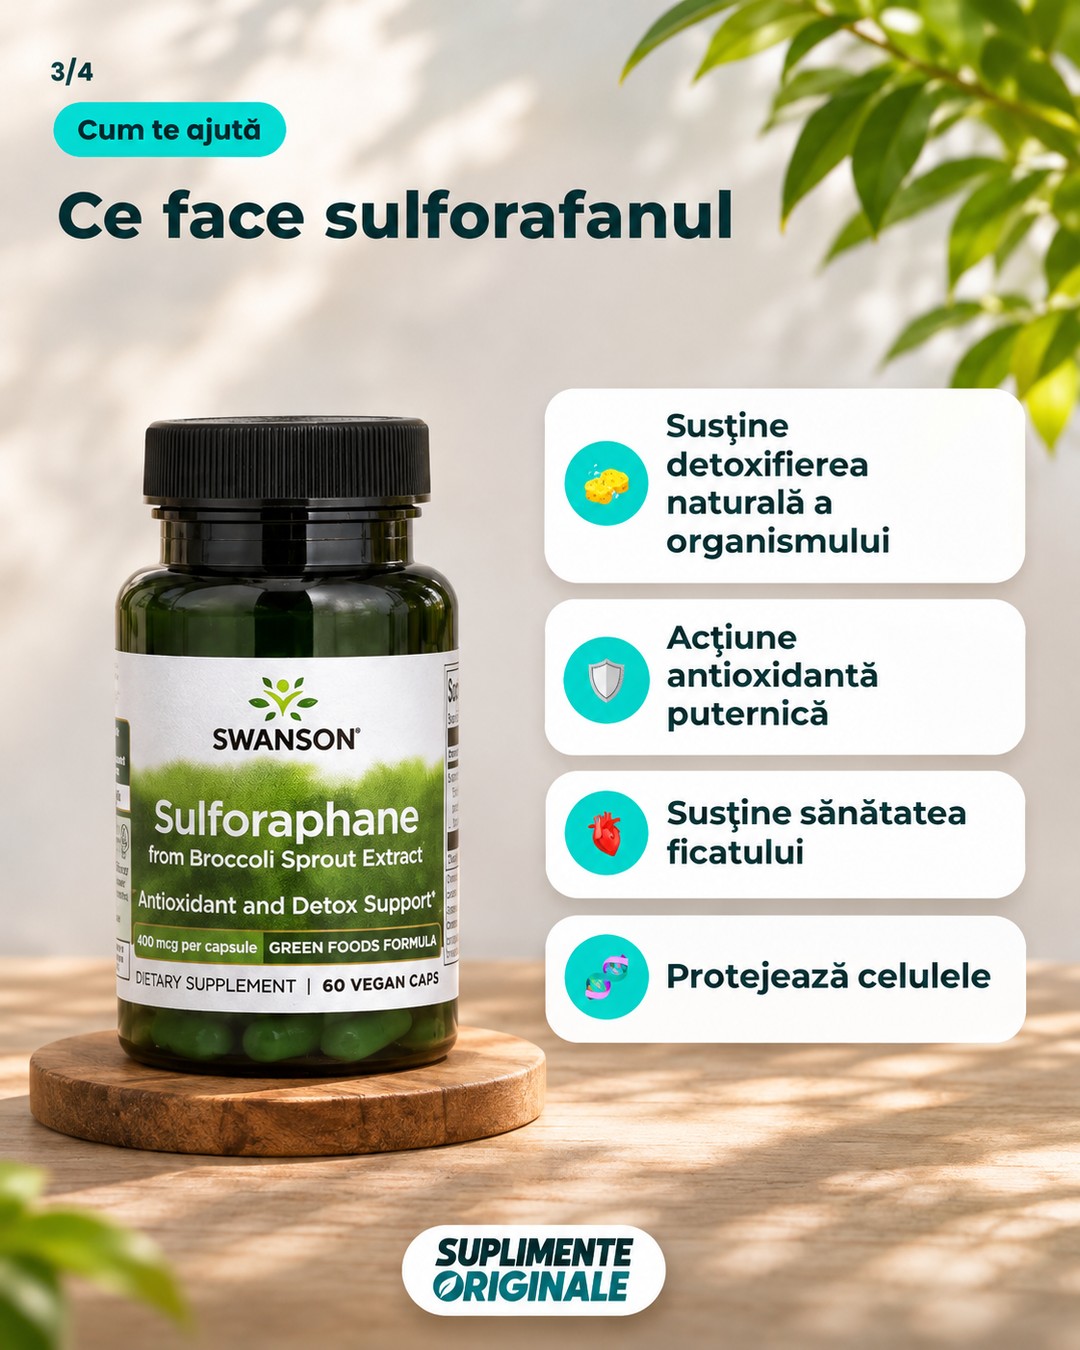 3/4
Cum te ajută
Ce face sulforafanul
Susţine
detoxifierea
naturală a
organismului
Acţiune
antioxidantă
puternică
Susţine sănătatea
ficatului
Protejează celulele
SWANSON®
Sulforaphane
from Broccoli Sprout Extract
Antioxidant and Detox Support*
400 mcg per capsule GREEN FOODS FORMULA
DIETARY SUPPLEMENT | 60 VEGAN CAPS
SUPLIMENTE
ORIGINALE